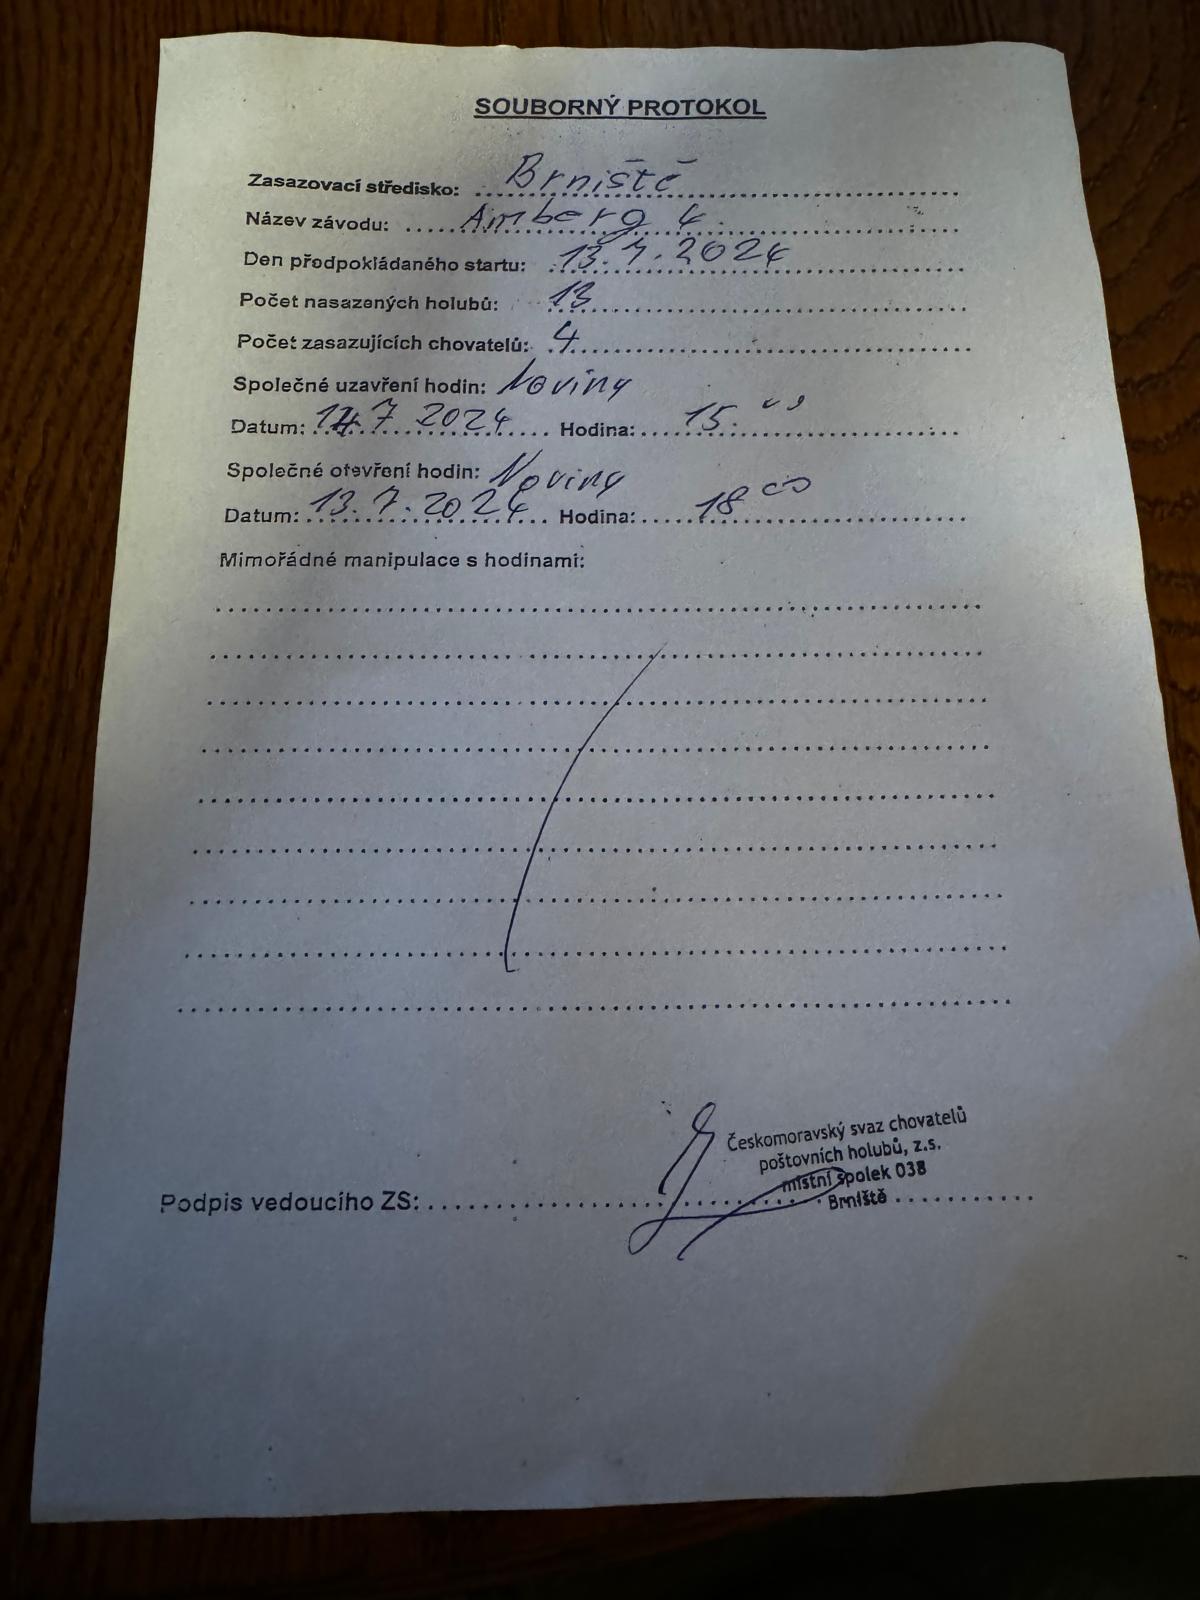 SOUBORNÝ PROTOKOL
Zasazovací středisko: Brniště
Název závodu: Amberg 4.
Den předpokládaného startu: 13.7.2024
Počet nasazených holubů: 13
Počet zasazujících chovatelů: 4
Společné uzavření hodin: Noviny
Datum: 7 2024 Hodina: 15
Společné otevření hodin: Noviny
Datum: 13.7.2024 Hodina: 18 00
Mimořádné manipulace s hodinami:
Českomoravský svaz chovatelů
poštovních holubů, z.s.
místní spolek 038
Brniště
Podpis vedoucího ZS: